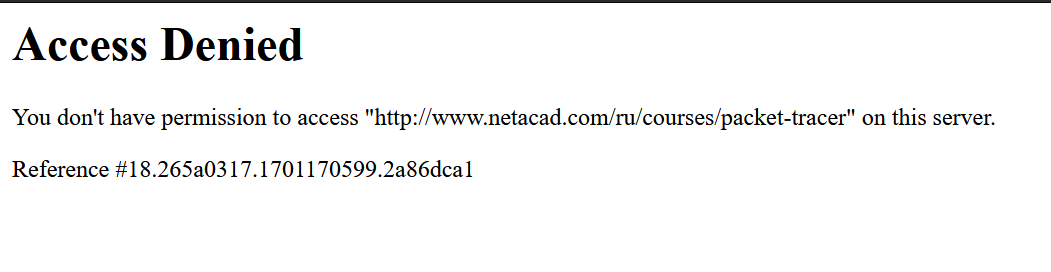 Access Denied
You don't have permission to access "http://www.netacad.com/ru/courses/packet-tracer" on this server.
Reference #18.265a0317.1701170599.2a86dca1